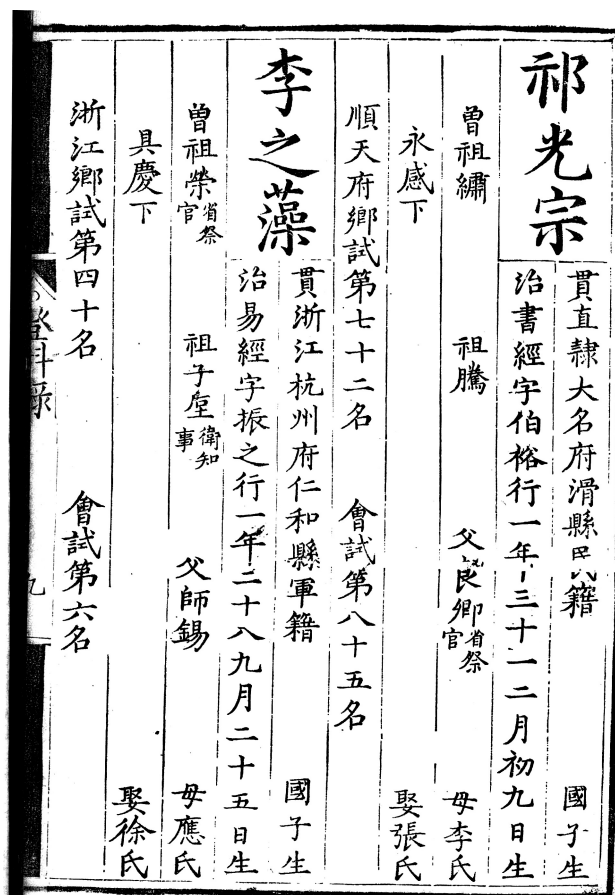 祁光宗
貫直隸大名府滑縣民籍 國子生
治書經字伯裕行一年三十一二月初九日生
曾祖繡 祖騰 父良卿省祭官 母李氏
永感下 娶張氏
順天府鄉試第七十二名 會試第八十五名
李之藻
貫浙江杭州府仁和縣軍籍 國子生
治易經字振之行一年二十八九月二十五日生
曾祖榮省祭官 祖子堂衛知事 父師錫 母應氏
具慶下 娶徐氏
浙江鄉試第四十名 會試第六名
登科录
九